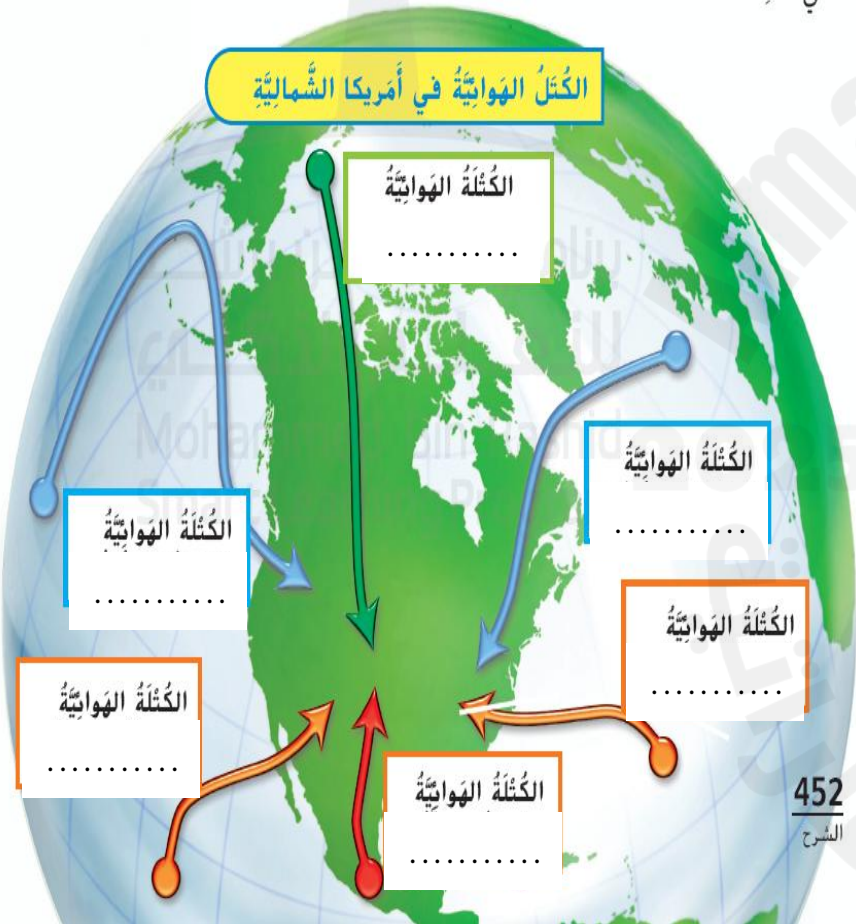 الكُتَلُ الهَوائِيَّةُ في أَمَريكا الشَّمالِيَّةِ
الكُتْلَةُ الهَوائِيَّةُ
...........
الكُتْلَةُ الهَوائِيَّةُ
...........
الكُتْلَةُ الهَوائِيَّةُ
...........
الكُتْلَةُ الهَوائِيَّةُ
...........
الكُتْلَةُ الهَوائِيَّةُ
...........
الكُتْلَةُ الهَوائِيَّةُ
...........
452
الشرح